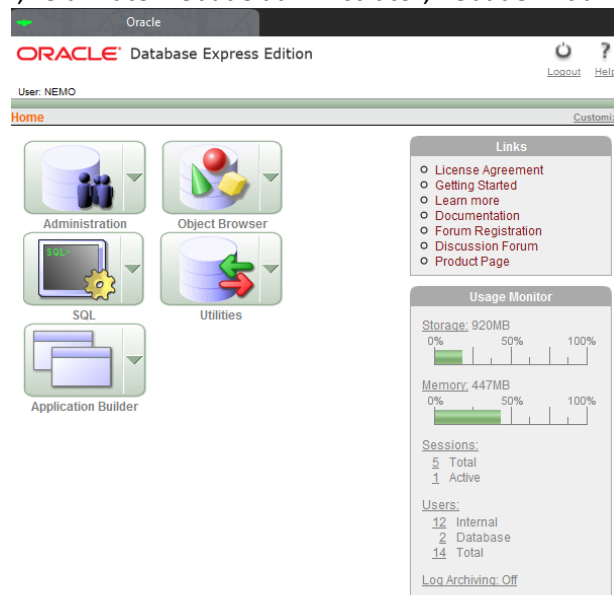 Oracle
ORACLE Database Express Edition
Logout Help
User: NEMO
Home
Customiz
Links
License Agreement
Getting Started
Learn more
Documentation
Forum Registration
Discussion Forum
Product Page
Administration
Object Browser
SQL>
SQL
Utilities
Application Builder
Usage Monitor
Storage: 920MB
0% 50% 100%
Memory: 447MB
0% 50% 100%
Sessions:
5 Total
1 Active
Users:
12 Internal
2 Database
14 Total
Log Archiving: Off